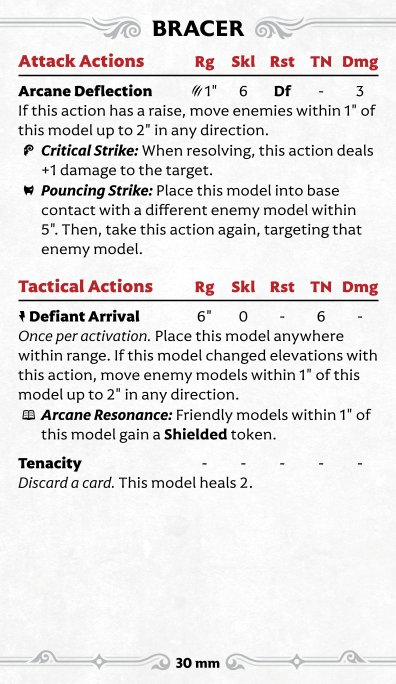 BRACER
Attack Actions Rg Skl Rst TN Dmg
Arcane Deflection 1" 6 Df - 3
If this action has a raise, move enemies within 1" of
this model up to 2" in any direction.
Critical Strike: When resolving, this action deals
+1 damage to the target.
Pouncing Strike: Place this model into base
contact with a different enemy model within
5". Then, take this action again, targeting that
enemy model.
Tactical Actions Rg Skl Rst TN Dmg
Defiant Arrival 6" 0 - 6 -
Once per activation. Place this model anywhere
within range. If this model changed elevations with
this action, move enemy models within 1" of this
model up to 2" in any direction.
Arcane Resonance: Friendly models within 1" of
this model gain a Shielded token.
Tenacity - - - - -
Discard a card. This model heals 2.
30 mm